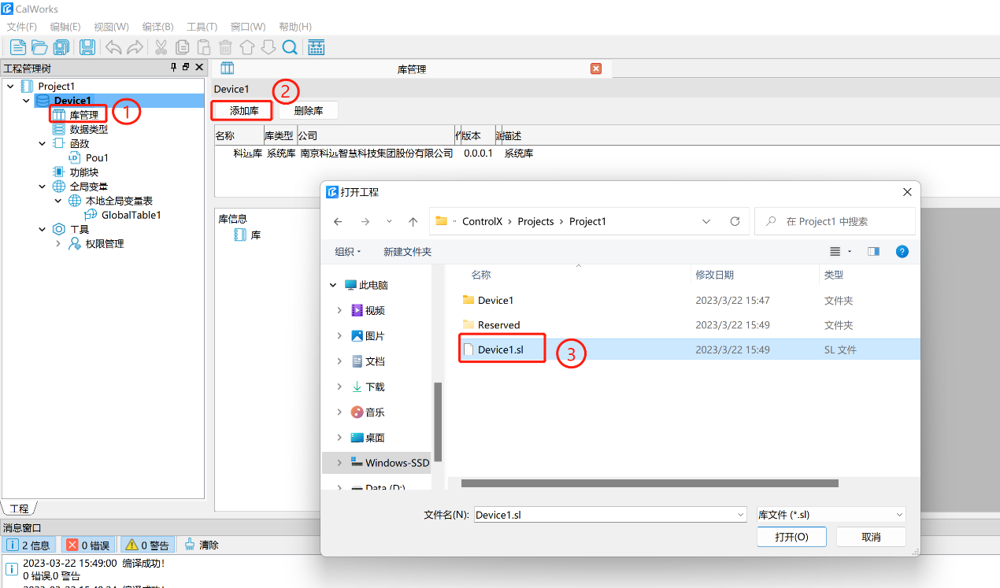 CalWorks
文件(F) 编辑(E) 视图(W) 编译(B) 工具(T) 窗口(W) 帮助(H)
工程管理树
库管理
Project1
Device1
库管理
数据类型
函数
Pou1
功能块
全局变量
本地全局变量表
GlobalTable1
工具
权限管理
工程
1
Device1
2
添加库 删除库
名称 库类型 公司 版本 描述
科远库 系统库 南京科远智慧科技集团股份有限公司 0.0.0.1 系统库
库信息
库
打开工程
ControlX Projects Project1
在 Project1 中搜索
组织 新建文件夹
此电脑
视频
图片
文档
下载
音乐
桌面
Windows-SSD
Data (D:)
名称 修改日期 类型
Device1 2023/3/22 15:47 文件夹
Reserved 2023/3/22 15:49 文件夹
Device1.sl 2023/3/22 15:49 SL 文件
3
文件名(N): Device1.sl 库文件 (*.sl)
打开(O) 取消
消息窗口
2 信息 0 错误 0 警告 清除
2023-03-22 15:49:00 编译成功!
0 错误,0 警告